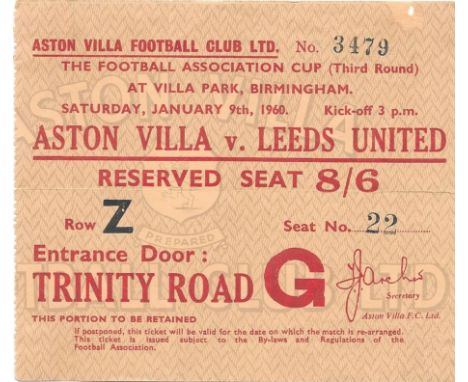 ASTON VILLA FOOTBALL CLUB LTD. No. 3479
THE FOOTBALL ASSOCIATION CUP (Third Round)
AT VILLA PARK, BIRMINGHAM.
SATURDAY, JANUARY 9th, 1960. Kick-off 3 p.m.
ASTON VILLA v. LEEDS UNITED
RESERVED SEAT 8/6
Row Z Seat No. 22
PREPARED
Entrance Door :
TRINITY ROAD G
Secretary
Aston Villa F.C. Ltd.
THIS PORTION TO BE RETAINED
If postponed, this ticket will be valid for the date on which the match is re-arranged.
This ticket is issued subject to the By-laws and Regulations of the
Football Association.